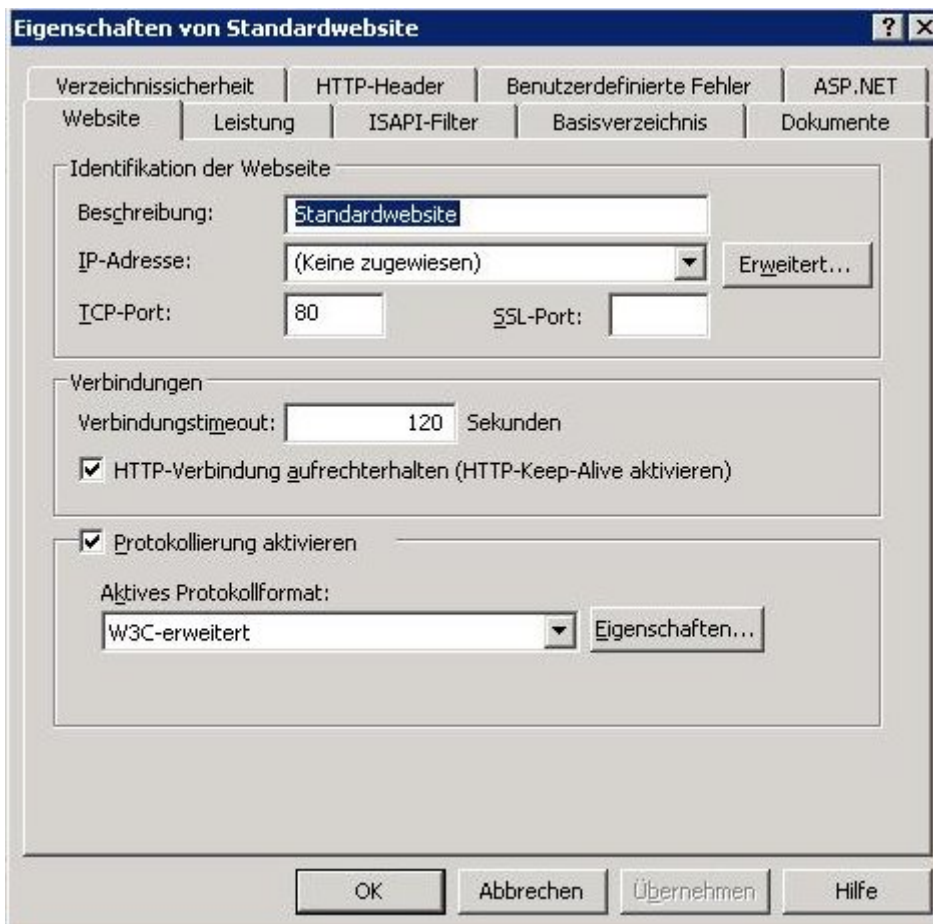 Eigenschaften von Standardwebsite
Verzeichnissicherheit HTTP-Header Benutzerdefinierte Fehler ASP.NET
Website Leistung ISAPI-Filter Basisverzeichnis Dokumente
Identifikation der Webseite
Beschreibung: Standardwebsite
IP-Adresse: (Keine zugewiesen) Erweitert...
TCP-Port: 80 SSL-Port:
Verbindungen
Verbindungstimeout: 120 Sekunden
HTTP-Verbindung aufrechterhalten (HTTP-Keep-Alive aktivieren)
Protokollierung aktivieren
Aktives Protokollformat:
W3C-erweitert Eigenschaften...
OK Abbrechen Übernehmen Hilfe